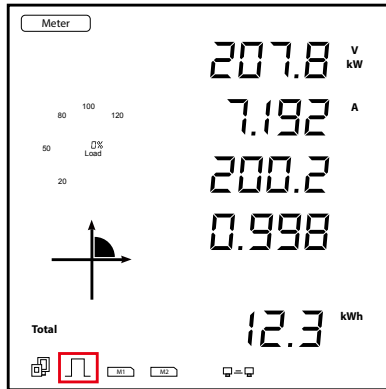 Meter
207.8 V
kW
7.192 A
80 100 120
50 0%
Load
20
200.2
0.998
Total 12.3 kWh
M1 M2